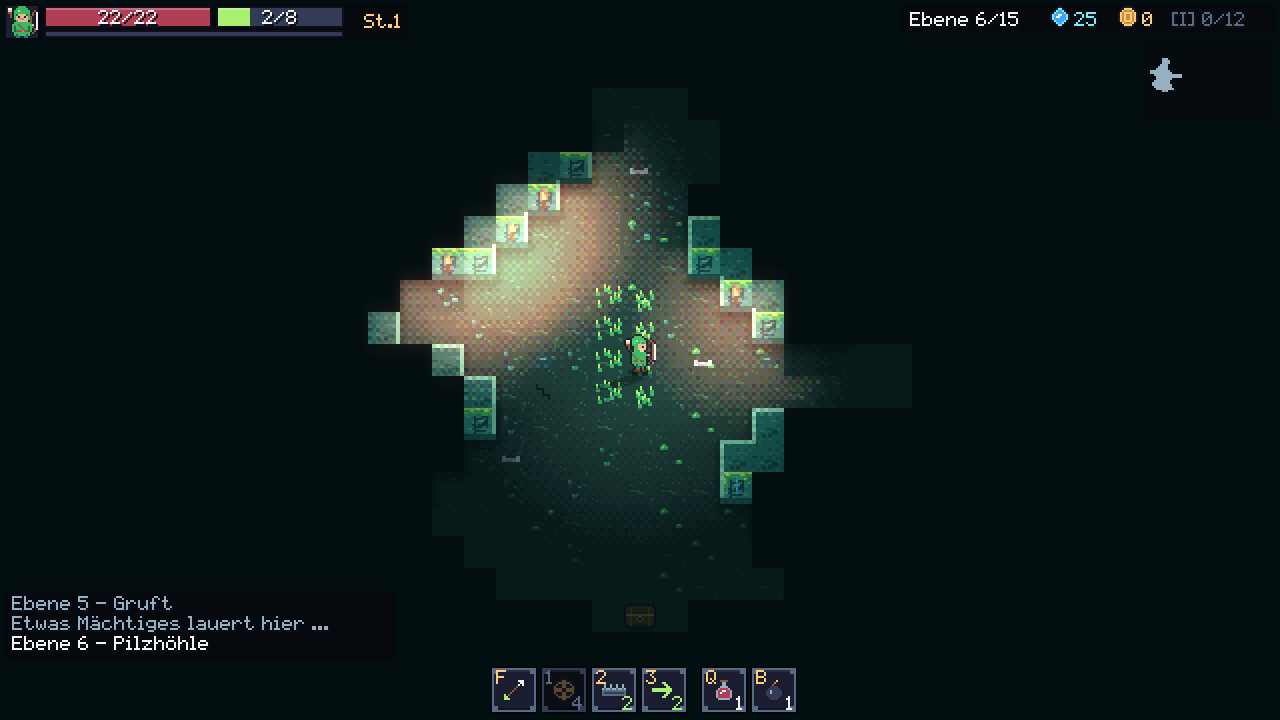 22/22 2/8 St.1 Ebene 6/15 25 0 [I] 0/12
Ebene 5 – Gruft
Etwas Mächtiges lauert hier ...
Ebene 6 – Pilzhöhle
F 1 4 2 2 3 2 Q 1 B 1